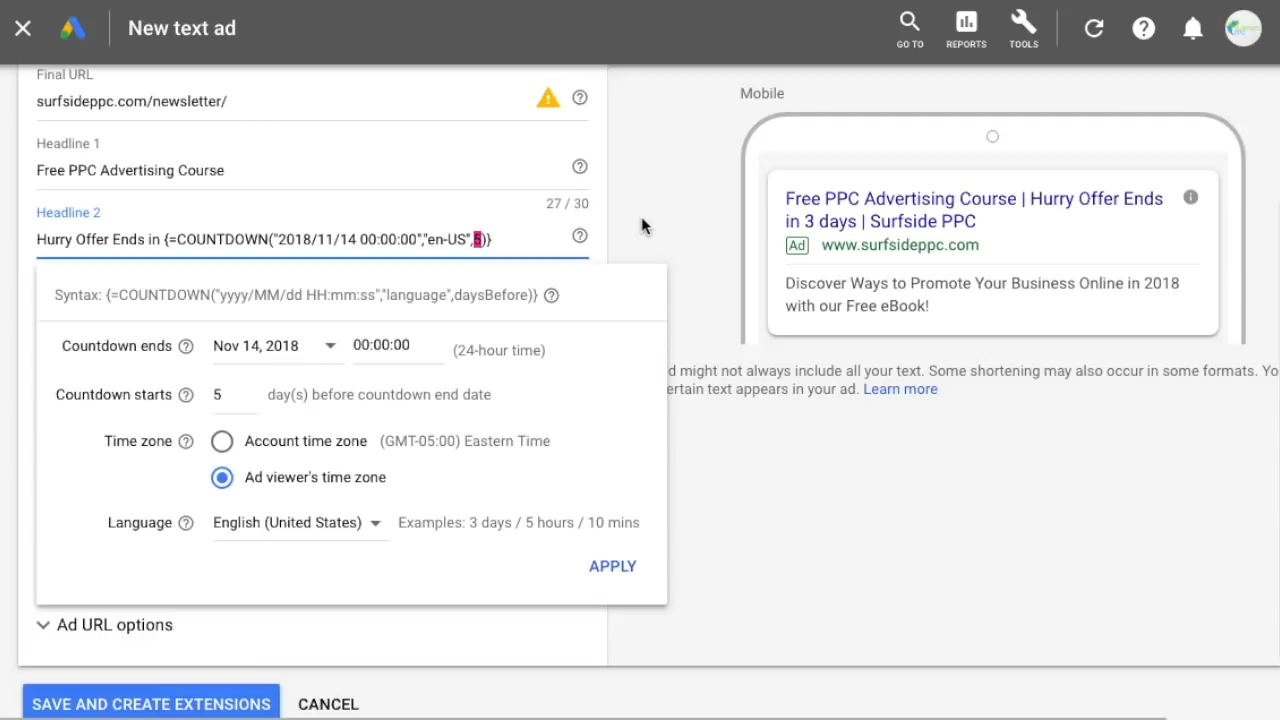 New text ad
GO TO
REPORTS
TOOLS
Final URL
surfsideppc.com/newsletter/
Headline 1
Free PPC Advertising Course
27 / 30
Headline 2
Hurry Offer Ends in {=COUNTDOWN("2018/11/14 00:00:00","en-US",5)}
Syntax: {=COUNTDOWN("yyyy/MM/dd HH:mm:ss","language",daysBefore)}
Countdown ends Nov 14, 2018 00:00:00 (24-hour time)
Countdown starts 5 day(s) before countdown end date
Time zone Account time zone (GMT-05:00) Eastern Time
Ad viewer's time zone
Language English (United States) Examples: 3 days / 5 hours / 10 mins
APPLY
Ad URL options
SAVE AND CREATE EXTENSIONS CANCEL
Mobile
Free PPC Advertising Course | Hurry Offer Ends
in 3 days | Surfside PPC
Ad www.surfsideppc.com
Discover Ways to Promote Your Business Online in 2018
with our Free eBook!
d might not always include all your text. Some shortening may also occur in some formats. Yo
ertain text appears in your ad. Learn more